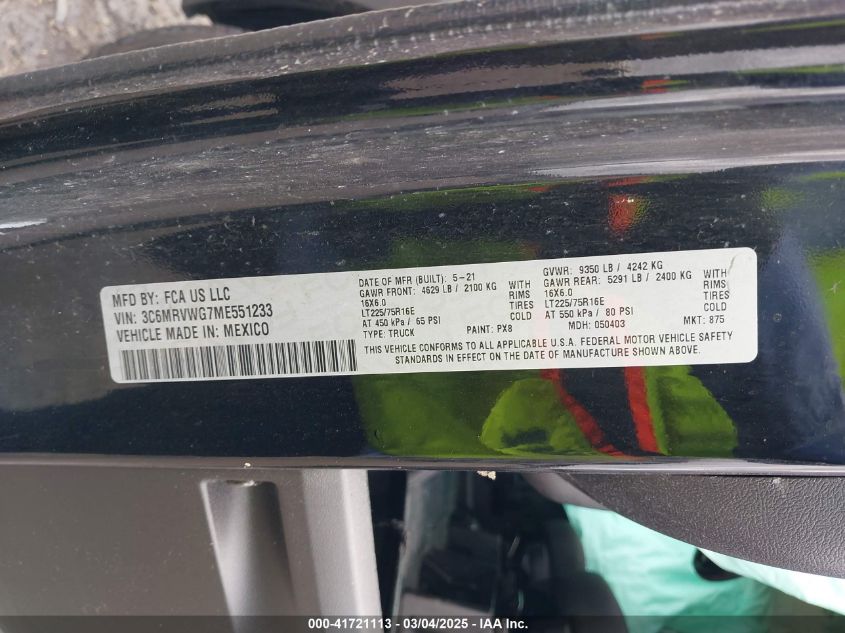 MFD BY: FCA US LLC
VIN: 3C6MRVWG7ME551233
VEHICLE MADE IN: MEXICO
DATE OF MFR (BUILT): 5-21
GAWR FRONT: 4629 LB / 2100 KG WITH
16X6.0 RIMS
LT225/75R16E
AT 450 kPa / 65 PSI COLD
TYPE: TRUCK PAINT: PX8
GVWR: 9350 LB / 4242 KG
GAWR REAR: 5291 LB / 2400 KG WITH
16X6.0 RIMS
LT225/75R16E
AT 550 kPa / 80 PSI COLD
MDH: 050403 MKT: 875
THIS VEHICLE CONFORMS TO ALL APPLICABLE U.S.A. FEDERAL MOTOR VEHICLE SAFETY
STANDARDS IN EFFECT ON THE DATE OF MANUFACTURE SHOWN ABOVE.
000-41721113 - 03/04/2025 - IAA Inc.